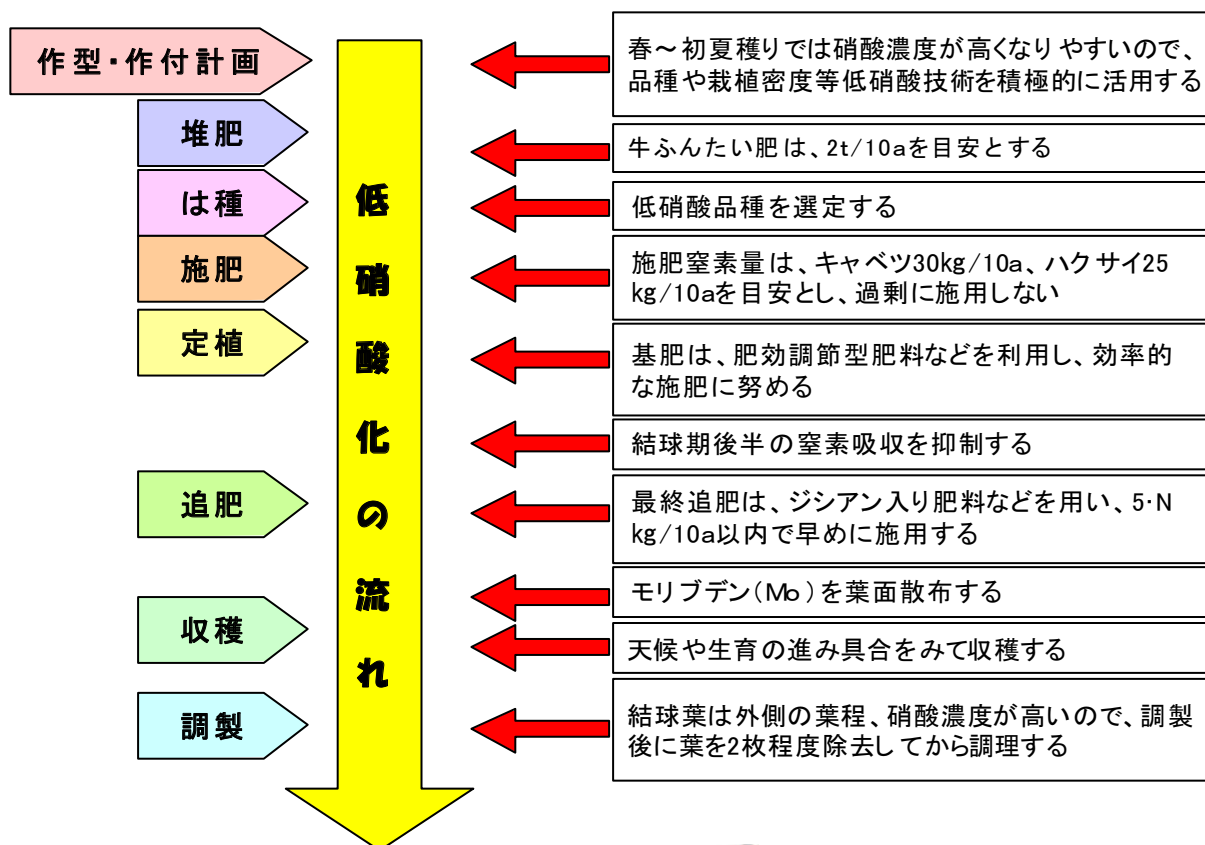 作型・作付計画
春～初夏穫りでは硝酸濃度が高くなりやすいので、
品種や栽植密度等低硝酸技術を積極的に活用する
堆肥
牛ふんたい肥は、2t/10aを目安とする
は種
低硝酸品種を選定する
施肥
施肥窒素量は、キャベツ30kg/10a、ハクサイ25
kg/10aを目安とし、過剰に施用しない
定植
基肥は、肥効調節型肥料などを利用し、効率的
な施肥に努める
結球期後半の窒素吸収を抑制する
追肥
最終追肥は、ジシアン入り肥料などを用い、5・N
kg/10a以内で早めに施用する
モリブデン(Mo)を葉面散布する
収穫
天候や生育の進み具合をみて収穫する
調製
結球葉は外側の葉程、硝酸濃度が高いので、調製
後に葉を2枚程度除去してから調理する
低硝酸化の流れ